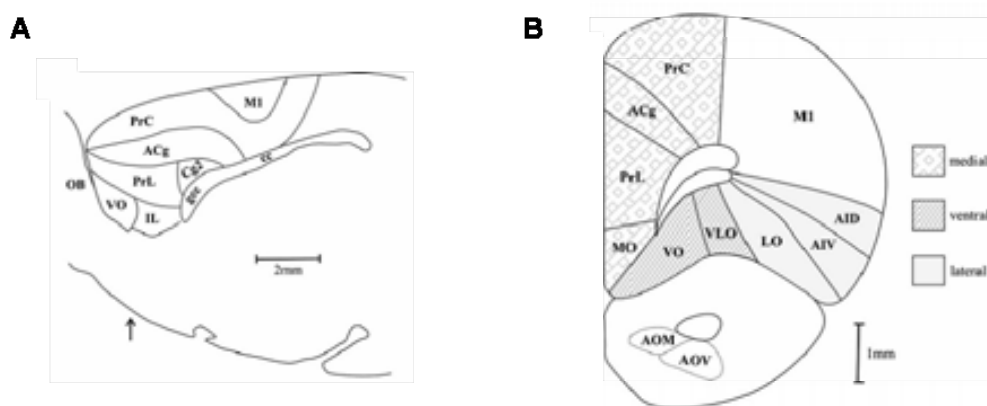 A
M1
PrC
ACg
Cg2
cc
PrL
gcc
OB
VO
IL
2mm
B
PrC
ACg
M1
PrL
AID
VLO
LO
AIV
MO
VO
AOM
AOV
medial
ventral
lateral
1mm